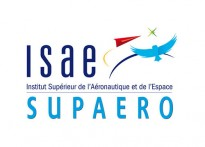 isae
Institut Supérieur de l'Aéronautique et de l'Espace
SUPAERO